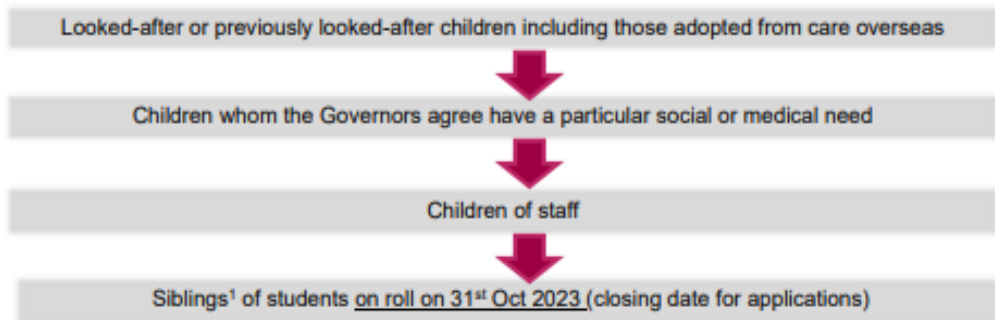 Looked-after or previously looked-after children including those adopted from care overseas
Children whom the Governors agree have a particular social or medical need
Children of staff
Siblings¹ of students on roll on 31ˢᵗ Oct 2023 (closing date for applications)